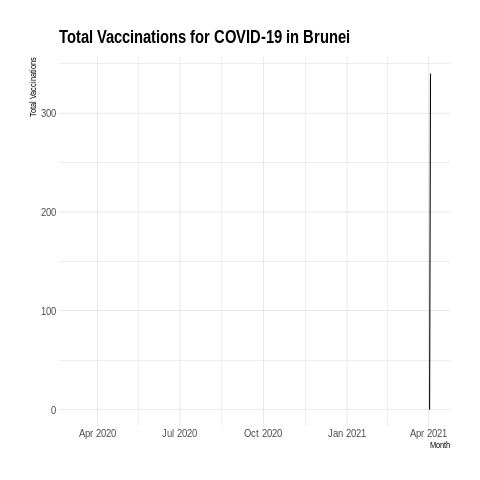 Total Vaccinations for COVID-19 in Brunei
Total Vaccinations
300
200
100
0
Apr 2020 Jul 2020 Oct 2020 Jan 2021 Apr 2021
Month